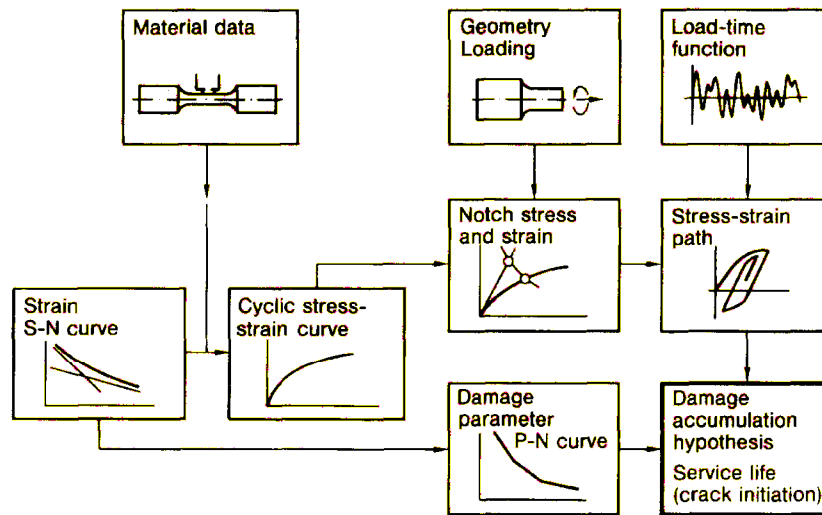 Material data
Geometry
Loading
Load-time
function
Notch stress
and strain
Stress-strain
path
Strain
S-N curve
Cyclic stress-
strain curve
Damage
parameter
P-N curve
Damage
accumulation
hypothesis
Service life
(crack initiation)